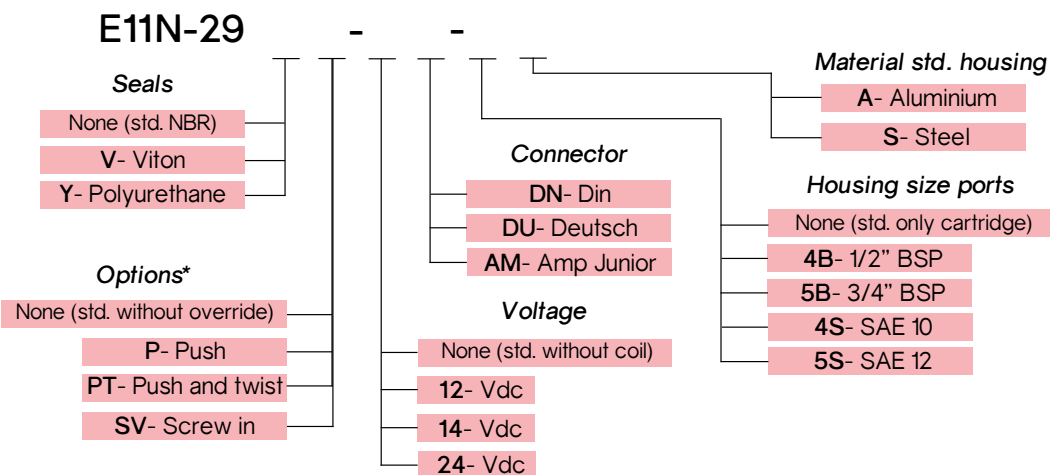 E11N-29 - -
Seals
None (std. NBR)
V- Viton
Y- Polyurethane
Options*
None (std. without override)
P- Push
PT- Push and twist
SV- Screw in
Connector
DN- Din
DU- Deutsch
AM- Amp Junior
Voltage
None (std. without coil)
12- Vdc
14- Vdc
24- Vdc
Material std. housing
A- Aluminium
S- Steel
Housing size ports
None (std. only cartridge)
4B- 1/2” BSP
5B- 3/4” BSP
4S- SAE 10
5S- SAE 12